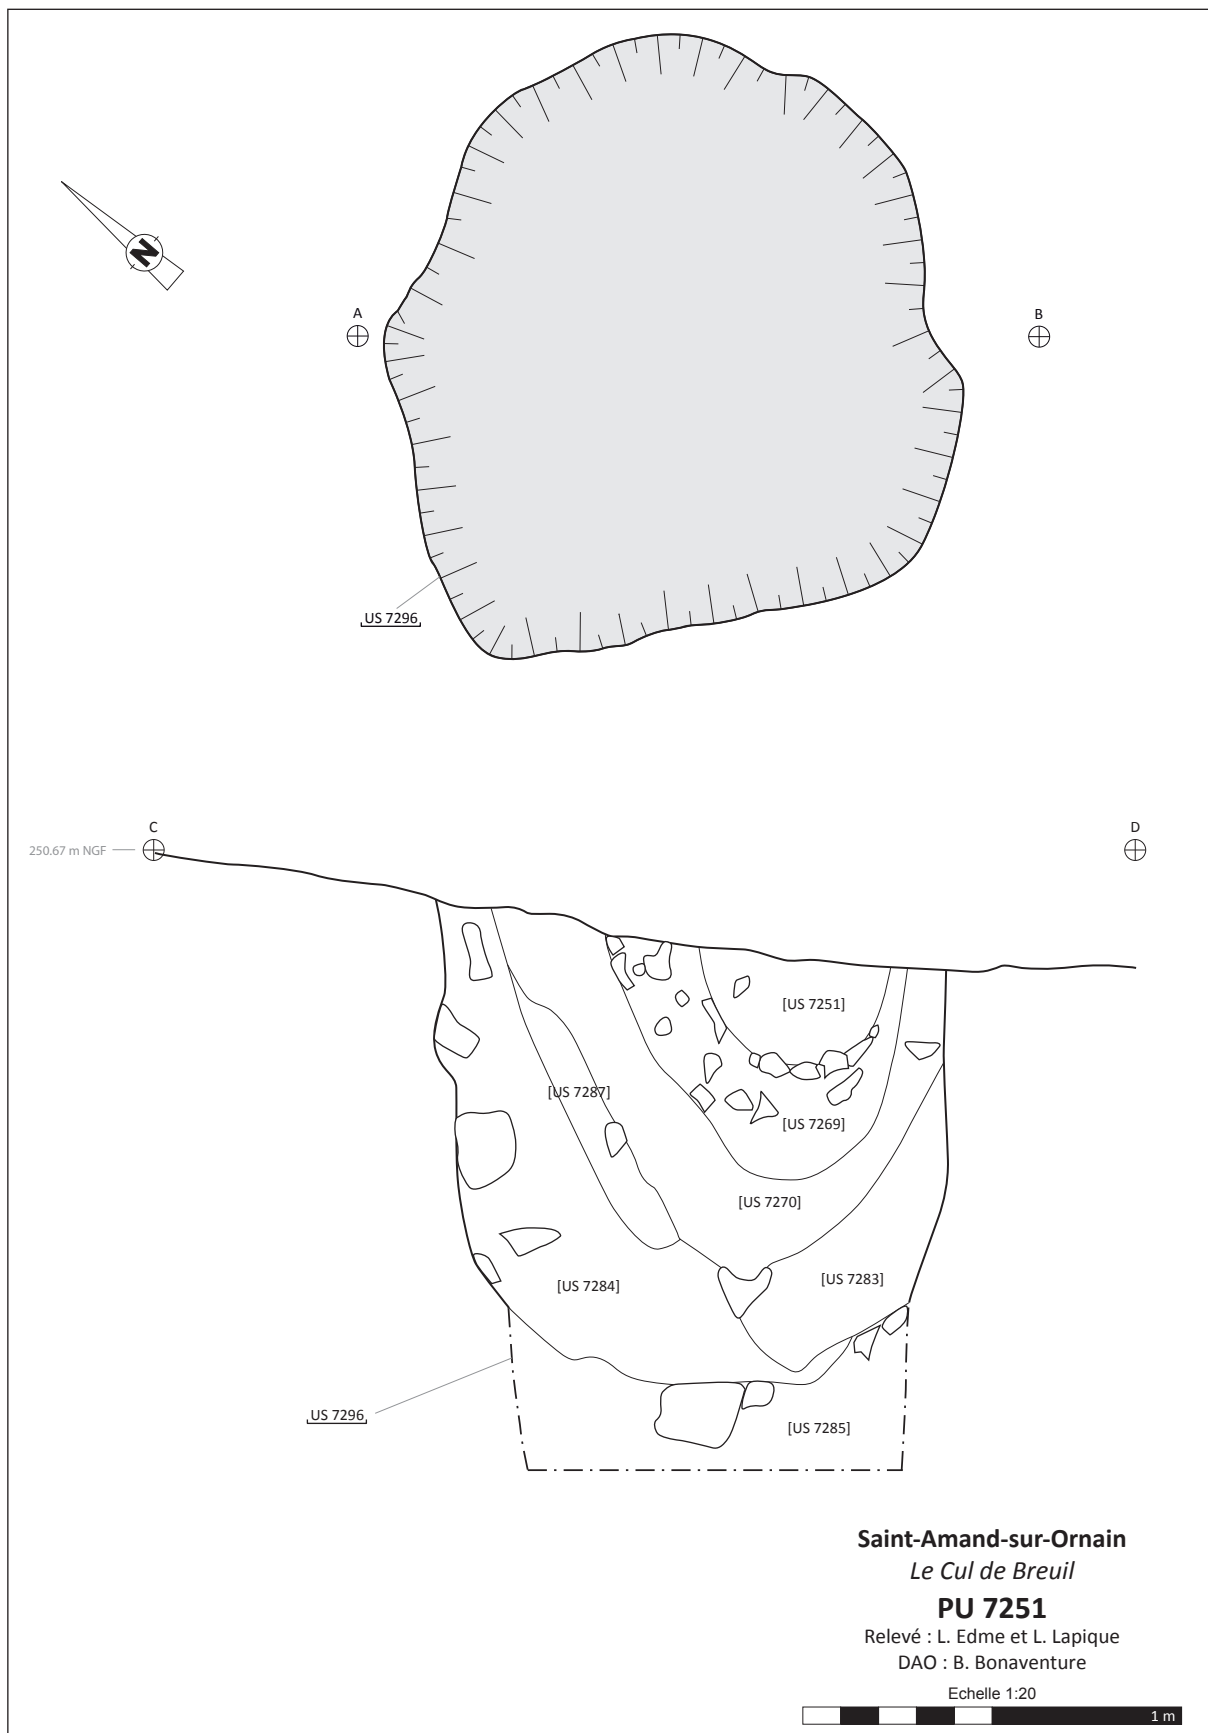 N
A
B
US 7296
C
D
250.67 m NGF
[US 7251]
[US 7287]
[US 7269]
[US 7270]
[US 7283]
[US 7284]
US 7296
[US 7285]
Saint-Amand-sur-Ornain
Le Cul de Breuil
PU 7251
Relevé : L. Edme et L. Lapique
DAO : B. Bonaventure
Echelle 1:20
1 m